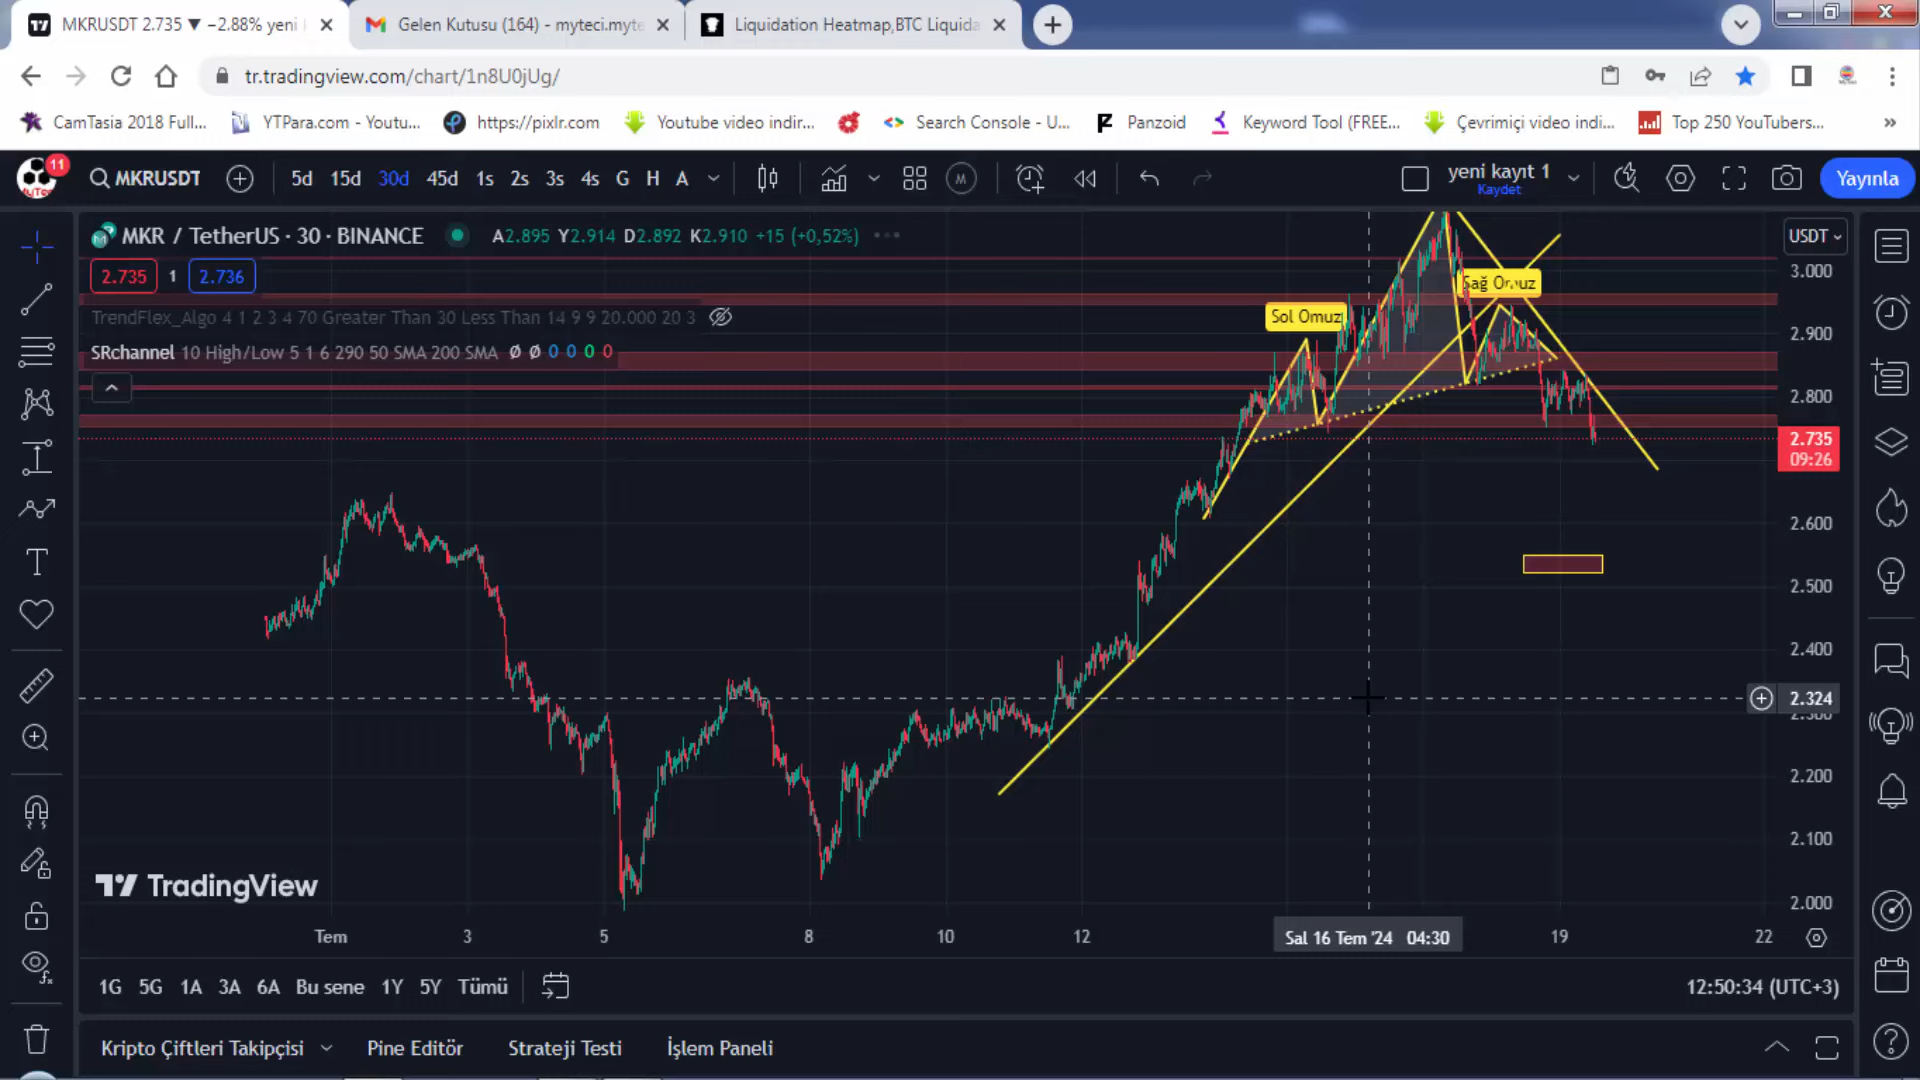 MKRUSDT 2.735 ▼ −2.88% yeni
Gelen Kutusu (164) - myteci.myte
Liquidation Heatmap,BTC Liquida
tr.tradingview.com/chart/1n8U0jUg/
CamTasia 2018 Full...
YTPara.com - Youtu...
https://pixlr.com
Youtube video indir...
Search Console - U...
Panzoid
Keyword Tool (FREE...
Çevrimiçi video indi...
Top 250 YouTubers...
»
11
MKRUSDT
5d 15d 30d 45d 1s 2s 3s 4s G H A
M
yeni kayıt 1
Kaydet
Yayınla
MKR / TetherUS · 30 · BINANCE
A2.895 Y2.914 D2.892 K2.910 +15 (+0,52%)
USDT
2.735 1 2.736
TrendFlex_Algo 4 1 2 3 4 70 Greater Than 30 Less Than 14 9 9 20.000 20 3
SRchannel 10 High/Low 5 1 6 290 50 SMA 200 SMA Ø Ø 0 0 0 0
Sol Omuz
Sağ Omuz
3.000
2.900
2.800
2.735
09:26
2.600
2.500
2.400
2.324
2.300
2.200
2.100
2.000
TradingView
Tem 3 5 8 10 12 Sal 16 Tem '24 04:30 19 22
1G 5G 1A 3A 6A Bu sene 1Y 5Y Tümü
12:50:34 (UTC+3)
Kripto Çiftleri Takipçisi
Pine Editör
Strateji Testi
İşlem Paneli